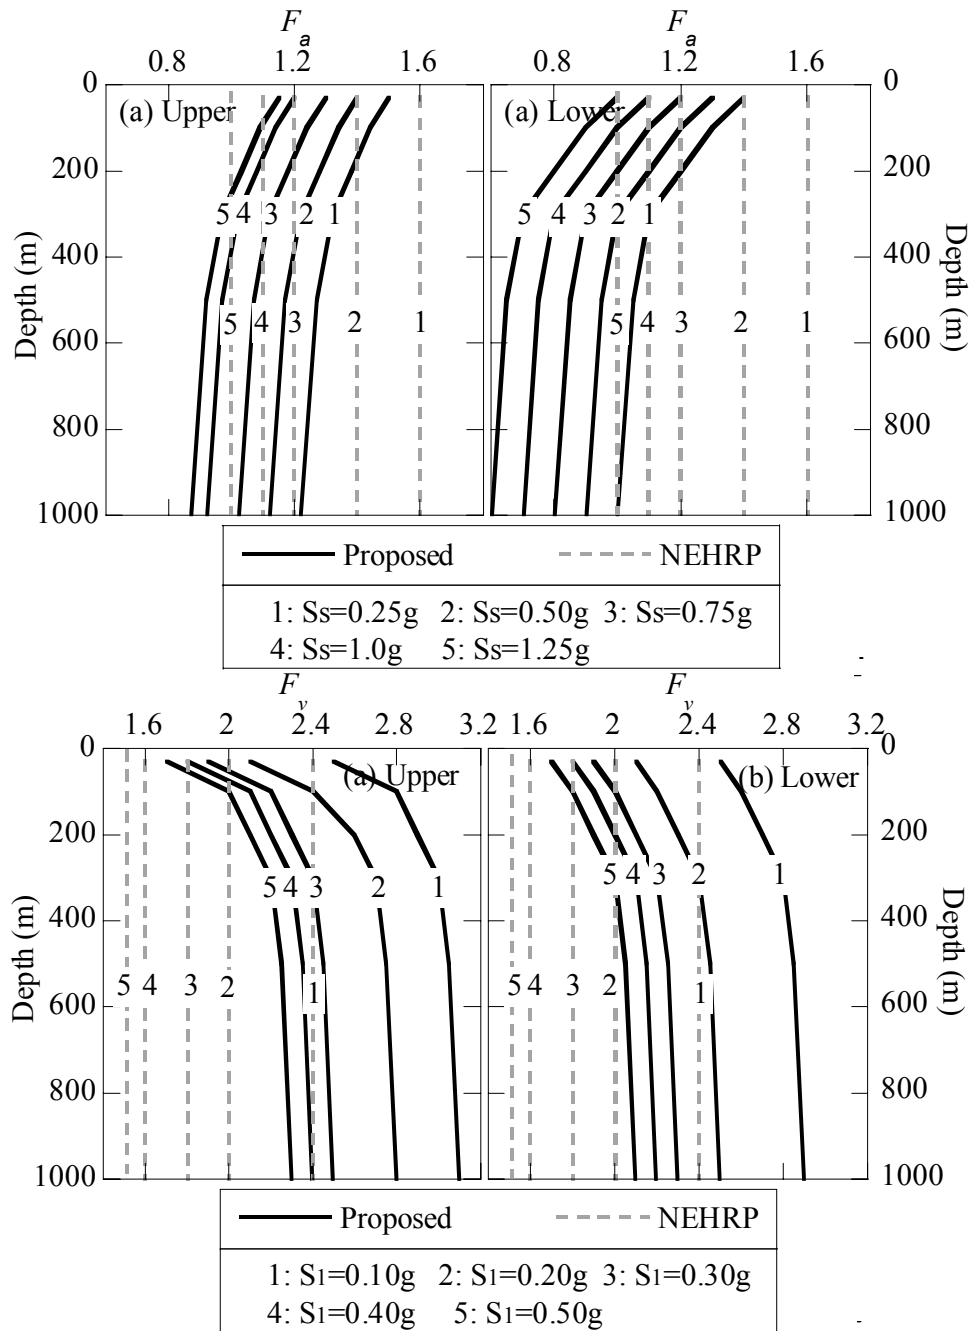 F a F a
0.8 1.2 1.6 0.8 1.2 1.6
0 (a) Upper (a) Lower 0
200 200
5 4 3 2 1 5 4 3 2 1
400 400
Depth (m) Depth (m)
5 4 3 2 1 5 4 3 2 1
600 600
800 800
1000 1000
Proposed NEHRP
1: Ss=0.25g 2: Ss=0.50g 3: Ss=0.75g
4: Ss=1.0g 5: Ss=1.25g
F v F v
1.6 2 2.4 2.8 3.2 1.6 2 2.4 2.8 3.2
0 0
(a) Upper (b) Lower
200 200
5 4 3 2 1 5 4 3 2 1
400 400
Depth (m) Depth (m)
5 4 3 2 1 5 4 3 2 1
600 600
800 800
1000 1000
Proposed NEHRP
1: S1=0.10g 2: S1=0.20g 3: S1=0.30g
4: S1=0.40g 5: S1=0.50g